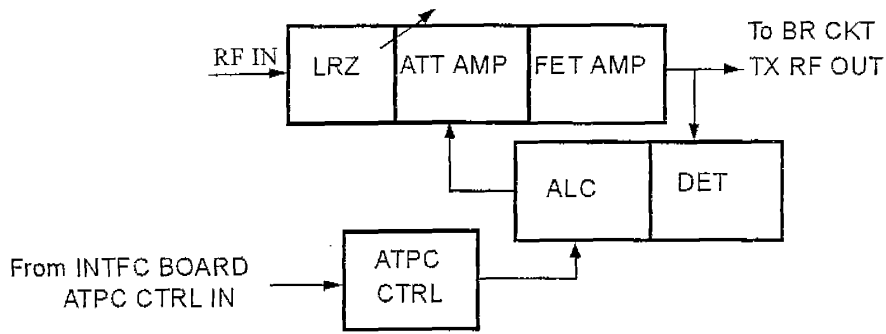 To BR CKT
RF IN
LRZ
ATT AMP
FET AMP
TX RF OUT
ALC
DET
From INTFC BOARD
ATPC CTRL IN
ATPC
CTRL